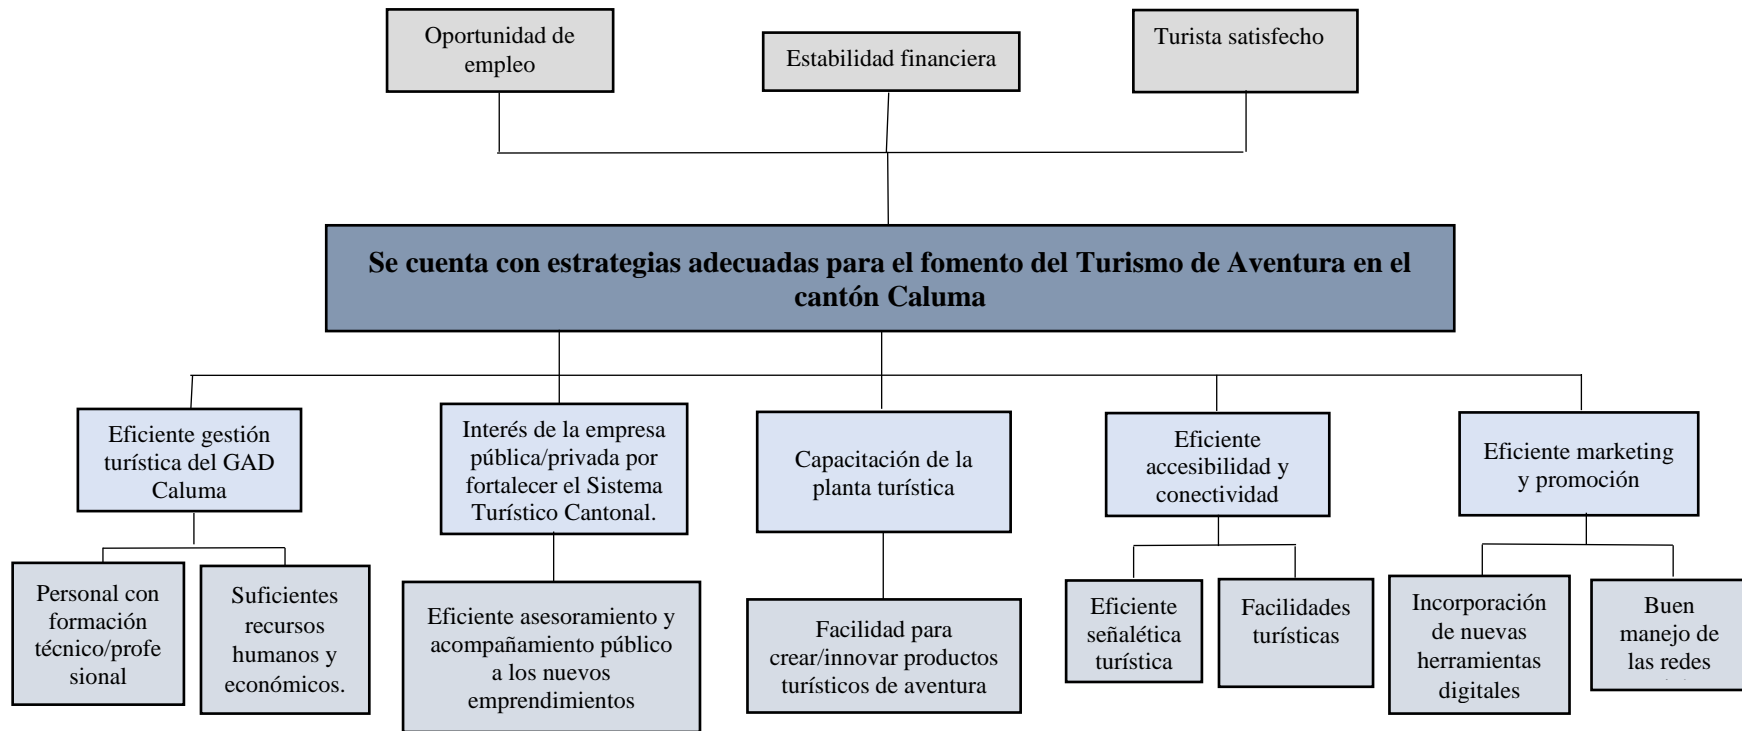 Oportunidad de
empleo
Estabilidad financiera
Turista satisfecho
Se cuenta con estrategias adecuadas para el fomento del Turismo de Aventura en el
cantón Caluma
Eficiente gestión
turística del GAD
Caluma
Interés de la empresa
pública/privada por
fortalecer el Sistema
Turístico Cantonal.
Capacitación de la
planta turística
Eficiente
accesibilidad y
conectividad
Eficiente marketing
y promoción
Personal con
formación
técnico/profe
sional
Suficientes
recursos
humanos y
económicos.
Eficiente asesoramiento y
acompañamiento público
a los nuevos
emprendimientos
Facilidad para
crear/innovar productos
turísticos de aventura
Eficiente
señalética
turística
Facilidades
turísticas
Incorporación
de nuevas
herramientas
digitales
Buen
manejo de
las redes